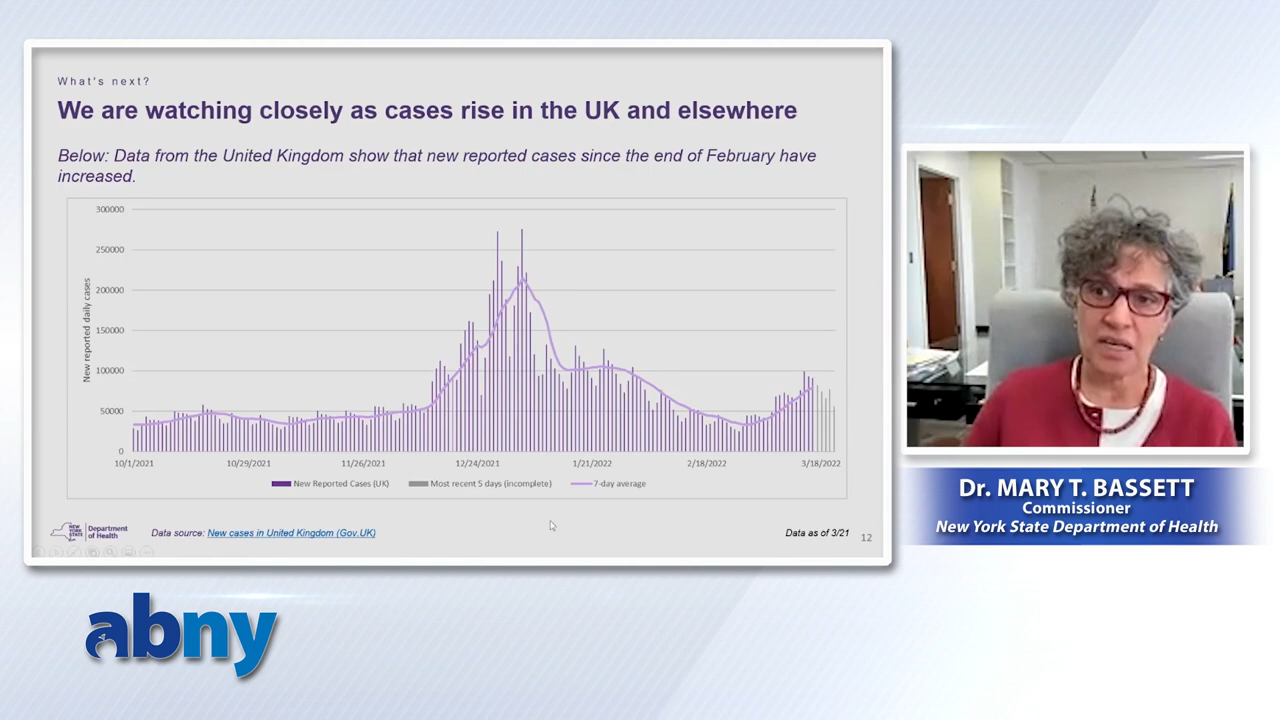 What's next?
We are watching closely as cases rise in the UK and elsewhere
Below: Data from the United Kingdom show that new reported cases since the end of February have
increased.
New reported daily cases
300000
250000
200000
150000
100000
50000
0
10/1/2021 10/29/2021 11/26/2021 12/24/2021 1/21/2022 2/18/2022 3/18/2022
New Reported Cases (UK) Most recent 5 days (incomplete) 7-day average
NEW YORK STATE Department of Health
Data source: New cases in United Kingdom (Gov.UK)
Data as of 3/21
12
Dr. MARY T. BASSETT
Commissioner
New York State Department of Health
abny